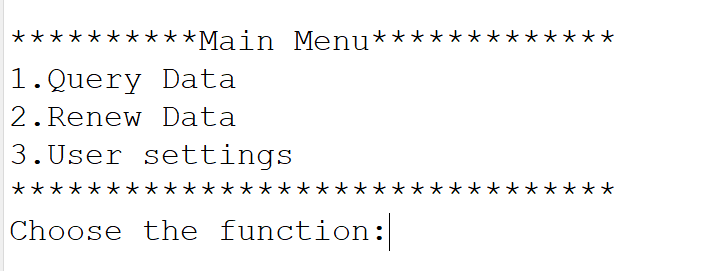 **********Main Menu*************
1.Query Data
2.Renew Data
3.User settings
********************************
Choose the function: